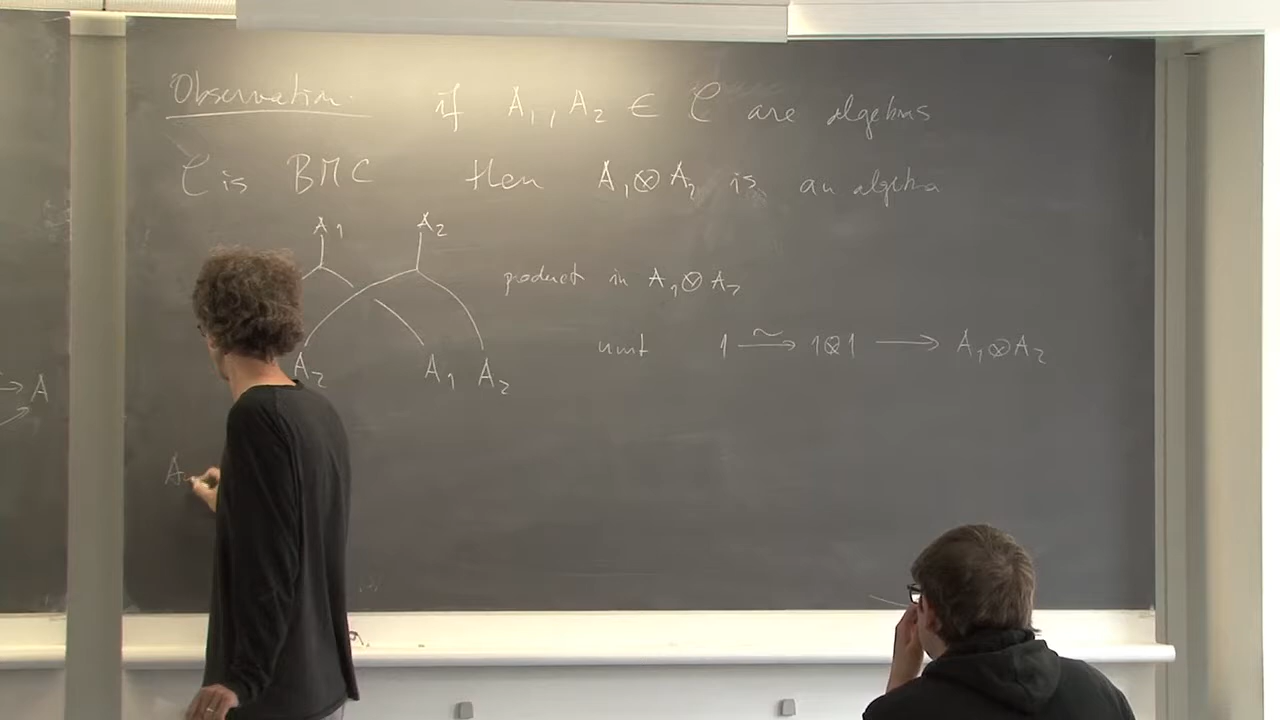 Observation. if A₁, A₂ ∈ C are algebras
C is BMC then A₁⊗A₂ is an algebra
A₁ A₂
product in A₁⊗A₂
unit 1 →∼ 1⊗1 → A₁⊗A₂
A₂ A₁ A₂
→ A